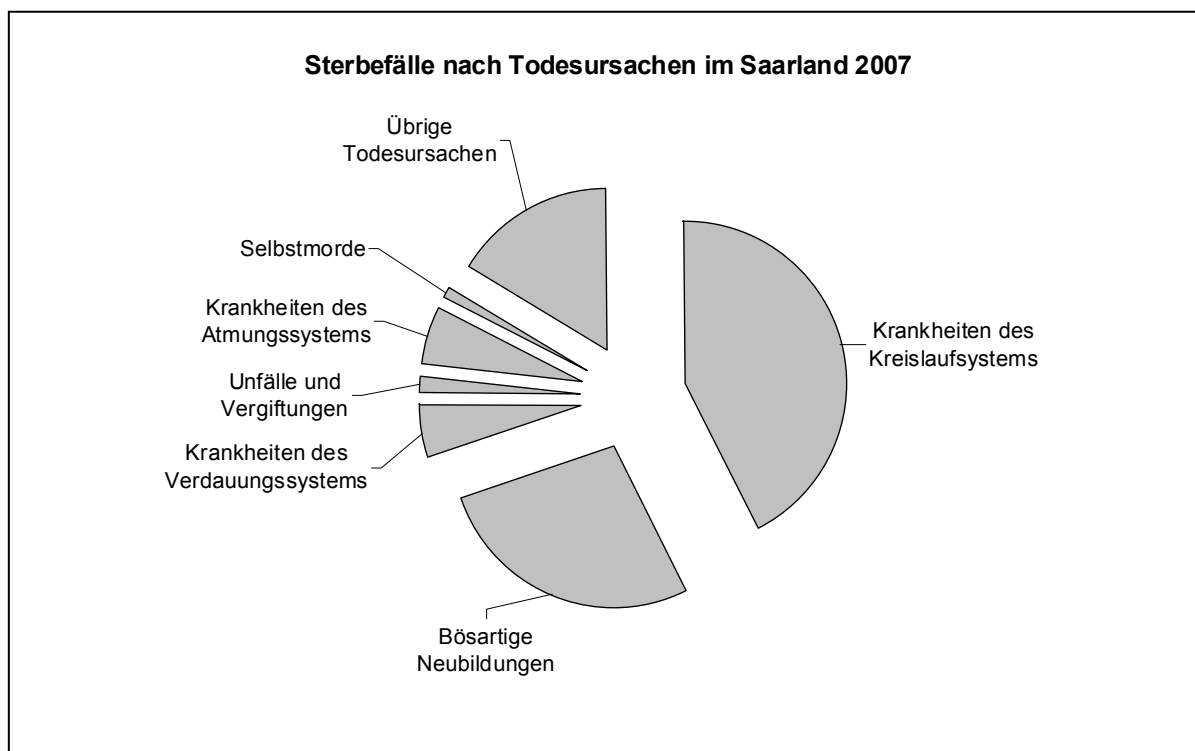 Sterbefälle nach Todesursachen im Saarland 2007
Übrige
Todesursachen
Selbstmorde
Krankheiten des
Atmungssystems
Unfälle und
Vergiftungen
Krankheiten des
Verdauungssystems
Krankheiten des
Kreislaufsystems
Bösartige
Neubildungen